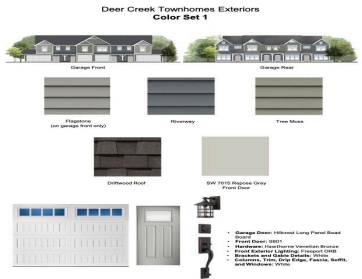 Deer Creek Townhomes Exteriors
Color Set 1
Garage Front
Garage Rear
Flagstone
(on garage front only)
Riverway
Tree Moss
Driftwood Roof
SW 7015 Repose Grey
Front Door
• Garage Door: Hillcrest Long Panel Bead
Board
• Front Door: S601
• Hardware: Hawthorne Venetian Bronze
• Front Exterior Lighting: Freeport ORB
• Brackets and Gable Details: White
• Columns, Trim, Drip Edge, Fascia, Soffit,
and Windows: White